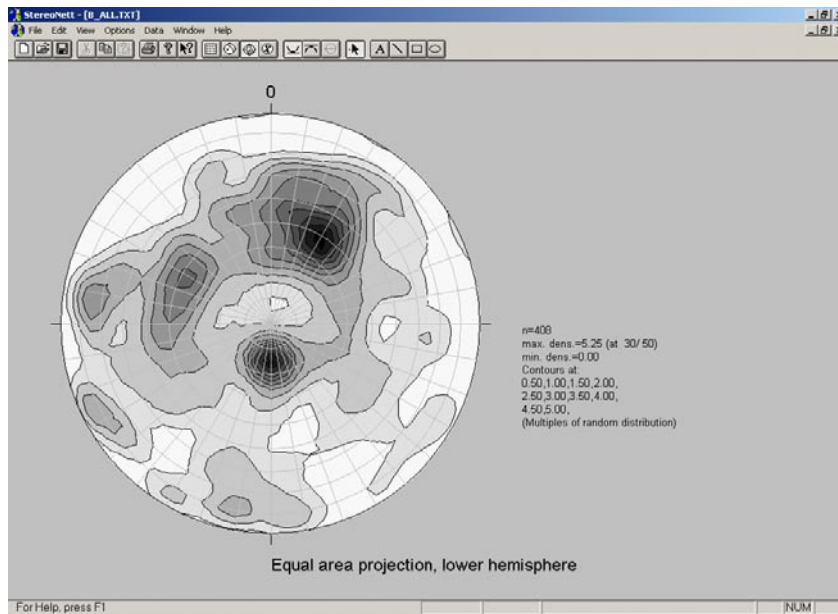 StereoNett - [B_ALL.TXT]
File Edit View Options Data Window Help
A
0
n=408
max. dens.=5.25 (at 30/ 50)
min. dens.=0.00
Contours at:
0.50,1.00,1.50,2.00,
2.50,3.00,3.50,4.00,
4.50,5.00,
(Multiples of random distribution)
Equal area projection, lower hemisphere
For Help, press F1
NUM